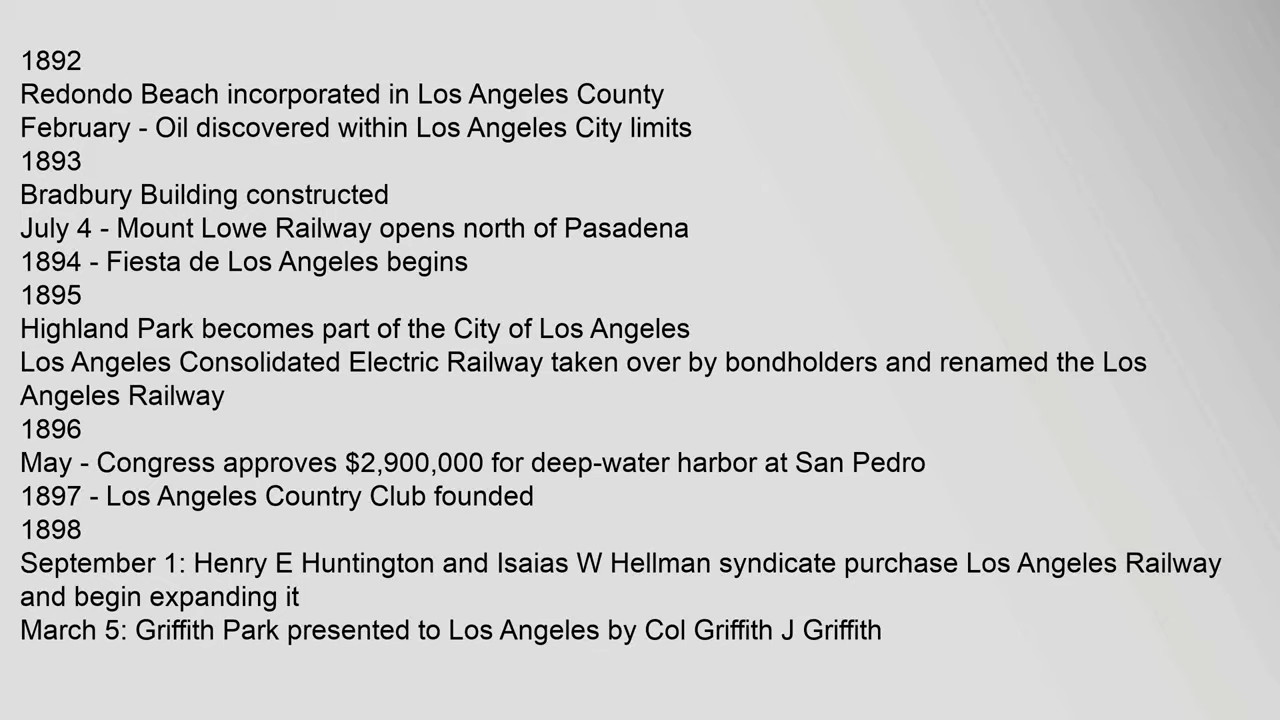 1892
Redondo Beach incorporated in Los Angeles County
February - Oil discovered within Los Angeles City limits
1893
Bradbury Building constructed
July 4 - Mount Lowe Railway opens north of Pasadena
1894 - Fiesta de Los Angeles begins
1895
Highland Park becomes part of the City of Los Angeles
Los Angeles Consolidated Electric Railway taken over by bondholders and renamed the Los
Angeles Railway
1896
May - Congress approves $2,900,000 for deep-water harbor at San Pedro
1897 - Los Angeles Country Club founded
1898
September 1: Henry E Huntington and Isaias W Hellman syndicate purchase Los Angeles Railway
and begin expanding it
March 5: Griffith Park presented to Los Angeles by Col Griffith J Griffith